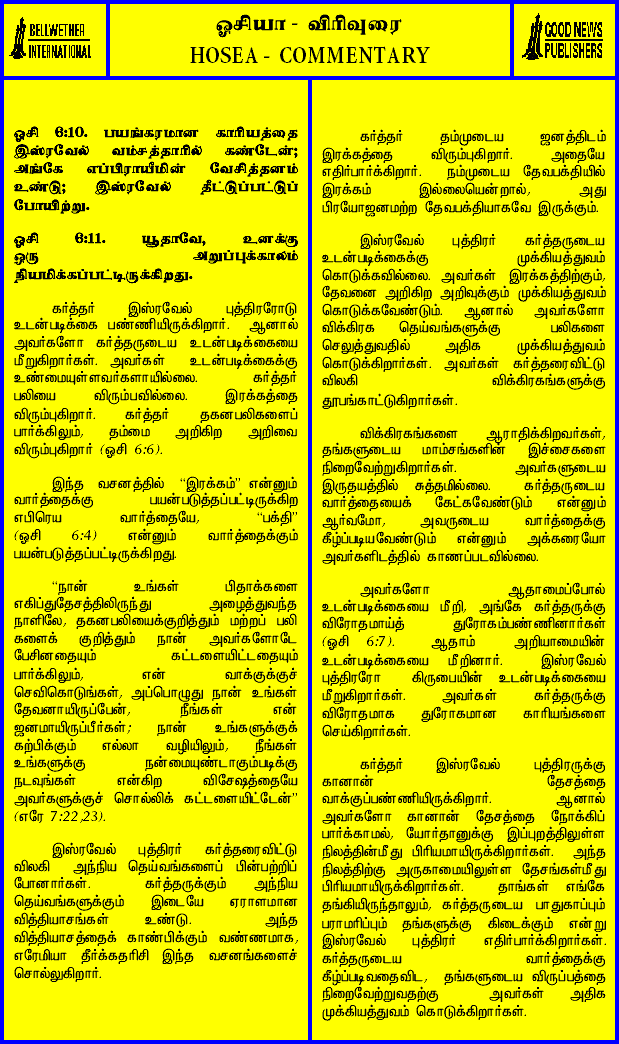 BELLWETHER
INTERNATIONAL
ஓசியா - விரிவுரை
HOSEA - COMMENTARY
GOOD NEWS
PUBLISHERS
ஓசி 6:10. பயங்கரமான காரியத்தை
இஸ்ரவேல் வம்சத்தாரில் கண்டேன்;
அங்கே எப்பிராயீமின் வேசித்தனம்
உண்டு; இஸ்ரவேல் தீட்டுப்பட்டுப்
போயிற்று.
ஓசி 6:11. யூதாவே, உனக்கு
ஒரு அறுப்புக்காலம்
நியமிக்கப்பட்டிருக்கிறது.
கர்த்தர் இஸ்ரவேல் புத்திரரோடு
உடன்படிக்கை பண்ணியிருக்கிறார். ஆனால்
அவர்களோ கர்த்தருடைய உடன்படிக்கையை
மீறுகிறார்கள். அவர்கள் உடன்படிக்கைக்கு
உண்மையுள்ளவர்களாயில்லை. கர்த்தர்
பலியை விரும்பவில்லை. இரக்கத்தை
விரும்புகிறார். கர்த்தர் தகனபலிகளைப்
பார்க்கிலும், தம்மை அறிகிற அறிவை
விரும்புகிறார் (ஓசி 6:6).
இந்த வசனத்தில் “இரக்கம்” என்னும்
வார்த்தைக்கு பயன்படுத்தப்பட்டிருக்கிற
எபிரெய வார்த்தையே, “பக்தி”
(ஓசி 6:4) என்னும் வார்த்தைக்கும்
பயன்படுத்தப்பட்டிருக்கிறது.
“நான் உங்கள் பிதாக்களை
எகிப்துதேசத்திலிருந்து அழைத்துவந்த
நாளிலே, தகனபலியைக்குறித்தும் மற்றப் பலி
களைக் குறித்தும் நான் அவர்களோடே
பேசினதையும் கட்டளையிட்டதையும்
பார்க்கிலும், என் வாக்குக்குச்
செவிகொடுங்கள், அப்பொழுது நான் உங்கள்
தேவனாயிருப்பேன், நீங்கள் என்
ஜனமாயிருப்பீர்கள்; நான் உங்களுக்குக்
கற்பிக்கும் எல்லா வழியிலும், நீங்கள்
உங்களுக்கு நன்மையுண்டாகும்படிக்கு
நடவுங்கள் என்கிற விசேஷத்தையே
அவர்களுக்குச் சொல்லிக் கட்டளையிட்டேன்”
(எரே 7:22,23).
இஸ்ரவேல் புத்திரர் கர்த்தரைவிட்டு
விலகி அந்நிய தெய்வங்களைப் பின்பற்றிப்
போனார்கள். கர்த்தருக்கும் அந்நிய
தெய்வங்களுக்கும் இடையே ஏராளமான
வித்தியாசங்கள் உண்டு. அந்த
வித்தியாசத்தைக் காண்பிக்கும் வண்ணமாக,
எரேமியா தீர்க்கதரிசி இந்த வசனங்களைச்
சொல்லுகிறார்.
கர்த்தர் தம்முடைய ஜனத்திடம்
இரக்கத்தை விரும்புகிறார். அதையே
எதிர்பார்க்கிறார். நம்முடைய தேவபக்தியில்
இரக்கம் இல்லையென்றால், அது
பிரயோஜனமற்ற தேவபக்தியாகவே இருக்கும்.
இஸ்ரவேல் புத்திரர் கர்த்தருடைய
உடன்படிக்கைக்கு முக்கியத்துவம்
கொடுக்கவில்லை. அவர்கள் இரக்கத்திற்கும்,
தேவனை அறிகிற அறிவுக்கும் முக்கியத்துவம்
கொடுக்கவேண்டும். ஆனால் அவர்களோ
விக்கிரக தெய்வங்களுக்கு பலிகளை
செலுத்துவதில் அதிக முக்கியத்துவம்
கொடுக்கிறார்கள். அவர்கள் கர்த்தரைவிட்டு
விலகி விக்கிரகங்களுக்கு
தூபங்காட்டுகிறார்கள்.
விக்கிரகங்களை ஆராதிக்கிறவர்கள்,
தங்களுடைய மாம்சங்களின் இச்சைகளை
நிறைவேற்றுகிறார்கள். அவர்களுடைய
இருதயத்தில் சுத்தமில்லை. கர்த்தருடைய
வார்த்தையைக் கேட்கவேண்டும் என்னும்
ஆர்வமோ, அவருடைய வார்த்தைக்கு
கீழ்ப்படியவேண்டும் என்னும் அக்கரையோ
அவர்களிடத்தில் காணப்படவில்லை.
அவர்களோ ஆதாமைப்போல்
உடன்படிக்கையை மீறி, அங்கே கர்த்தருக்கு
விரோதமாய்த் துரோகம்பண்ணினார்கள்
(ஓசி 6:7). ஆதாம் அறியாமையின்
உடன்படிக்கையை மீறினார். இஸ்ரவேல்
புத்திரரோ கிருபையின் உடன்படிக்கையை
மீறுகிறார்கள். அவர்கள் கர்த்தருக்கு
விரோதமாக துரோகமான காரியங்களை
செய்கிறார்கள்.
கர்த்தர் இஸ்ரவேல் புத்திரருக்கு
கானான் தேசத்தை
வாக்குப்பண்ணியிருக்கிறார். ஆனால்
அவர்களோ கானான் தேசத்தை நோக்கிப்
பார்க்காமல், யோர்தானுக்கு இப்புறத்திலுள்ள
நிலத்தின்மீது பிரியமாயிருக்கிறார்கள். அந்த
நிலத்திற்கு அருகாமையிலுள்ள தேசங்கள்மீது
பிரியமாயிருக்கிறார்கள். தாங்கள் எங்கே
தங்கியிருந்தாலும், கர்த்தருடைய பாதுகாப்பும்
பராமரிப்பும் தங்களுக்கு கிடைக்கும் என்று
இஸ்ரவேல் புத்திரர் எதிர்பார்க்கிறார்கள்.
கர்த்தருடைய வார்த்தைக்கு
கீழ்ப்படிவதைவிட, தங்களுடைய விருப்பத்தை
நிறைவேற்றுவதற்கு அவர்கள் அதிக
முக்கியத்துவம் கொடுக்கிறார்கள்.